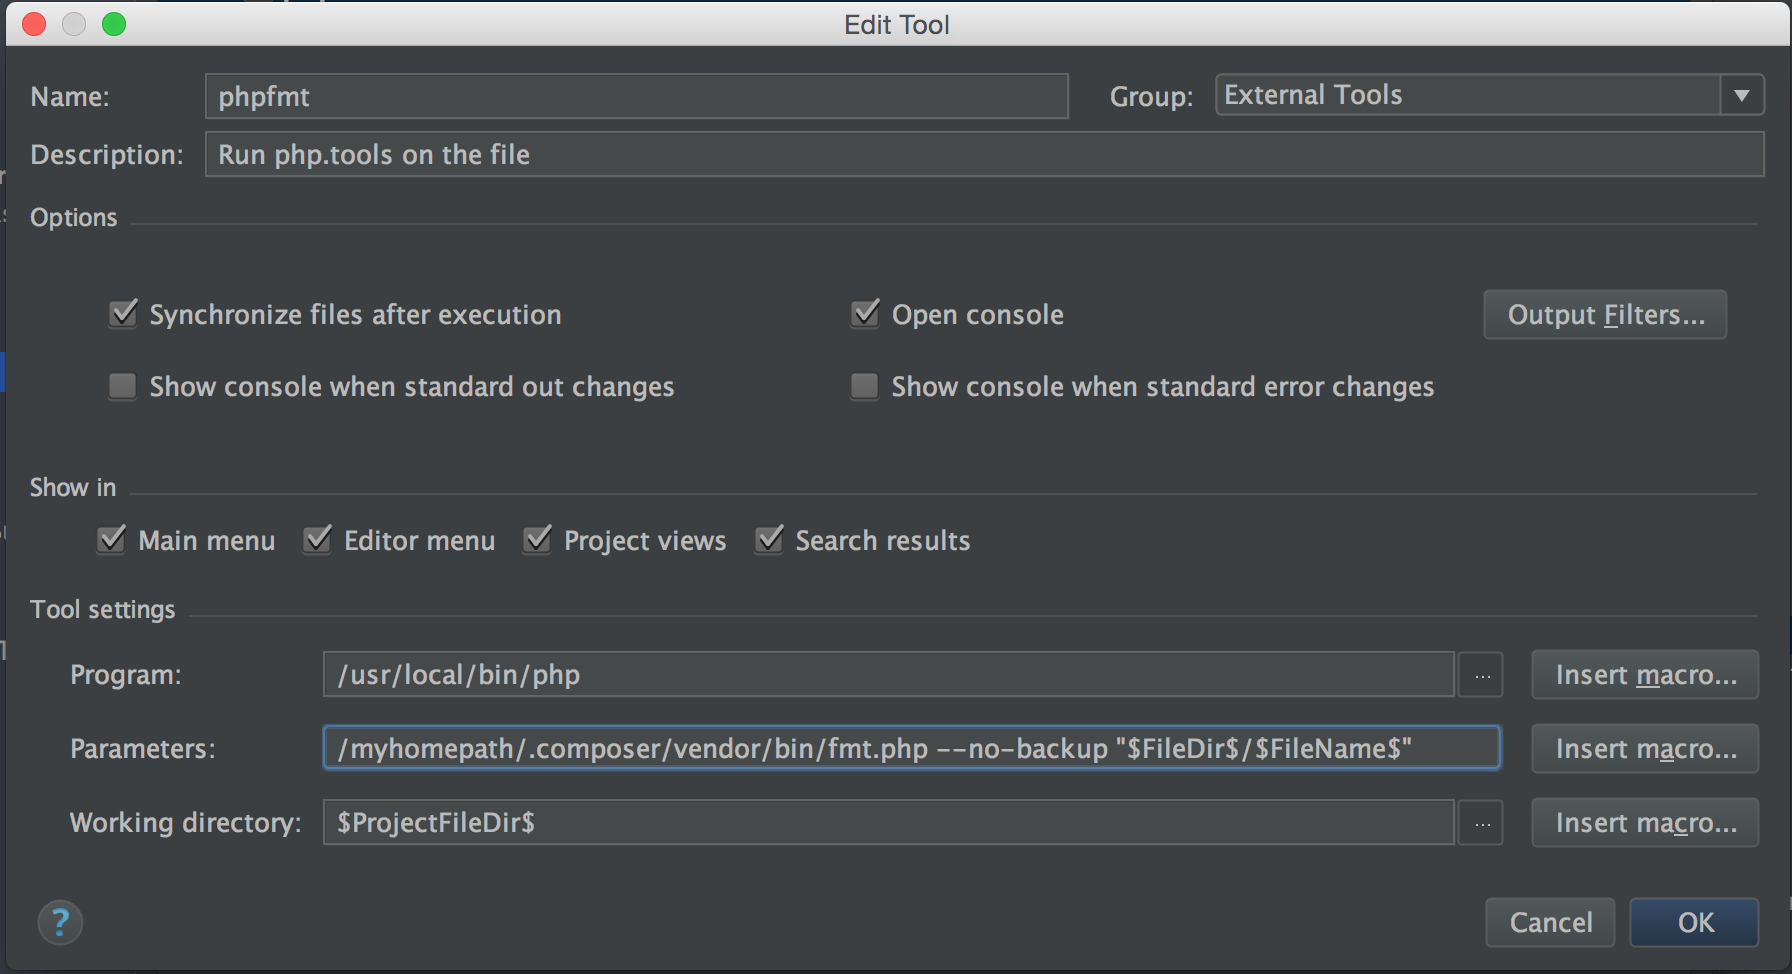 Edit Tool
Name: phpfmt Group: External Tools
Description: Run php.tools on the file
Options
Synchronize files after execution Open console Output Filters...
Show console when standard out changes Show console when standard error changes
Show in
Main menu Editor menu Project views Search results
Tool settings
Program: /usr/local/bin/php ... Insert macro...
Parameters: /myhomepath/.composer/vendor/bin/fmt.php --no-backup "$FileDir$/$FileName$" Insert macro...
Working directory: $ProjectFileDir$ ... Insert macro...
? Cancel OK